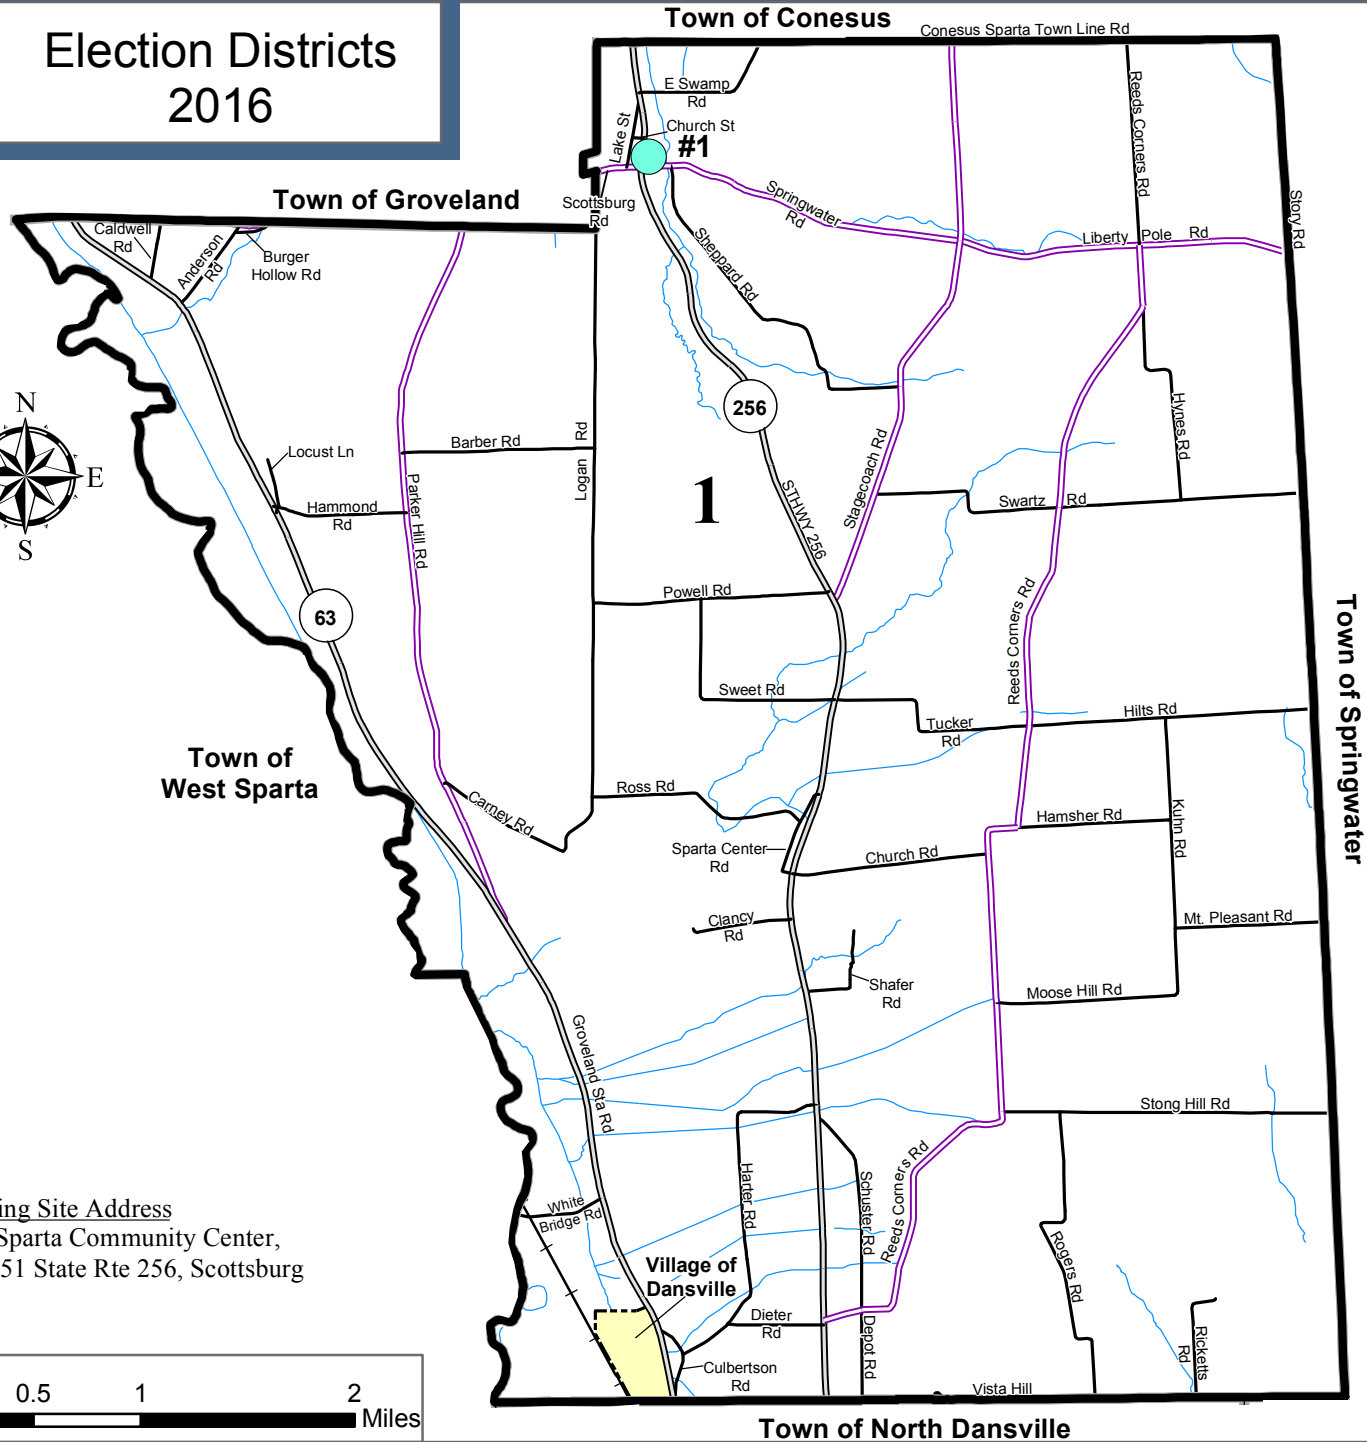 Election Districts
2016
Town of Conesus
Conesus Sparta Town Line Rd
E Swamp
Rd
Church St
Lake St
#1
Scottsburg
Rd
Springwater
Rd
Reeds Corners Rd
Story Rd
Liberty Pole Rd
Town of Groveland
Caldwell
Rd
Anderson
Rd
Burger
Hollow Rd
Sheppard Rd
256
N
E
S
Locust Ln
Hammond
Rd
Barber Rd
Parker Hill Rd
Logan Rd
1
STHWY 256
Stagecoach Rd
Hynes Rd
Swartz Rd
63
Powell Rd
Reeds Corners Rd
Town of Springwater
Sweet Rd
Tucker
Rd
Hilts Rd
Town of
West Sparta
Carney Rd
Ross Rd
Sparta Center
Rd
Church Rd
Hamsher Rd
Kuhn Rd
Clancy
Rd
Mt. Pleasant Rd
Shafer
Rd
Moose Hill Rd
Groveland Sta Rd
Stong Hill Rd
Harter Rd
Schuster Rd
Reeds Corners Rd
White
Bridge Rd
Rogers Rd
ing Site Address
Sparta Community Center,
51 State Rte 256, Scottsburg
Village of
Dansville
Dieter
Rd
Depot Rd
Culbertson
Rd
Ricketts
Rd
Vista Hill
0.5 1 2
Miles
Town of North Dansville